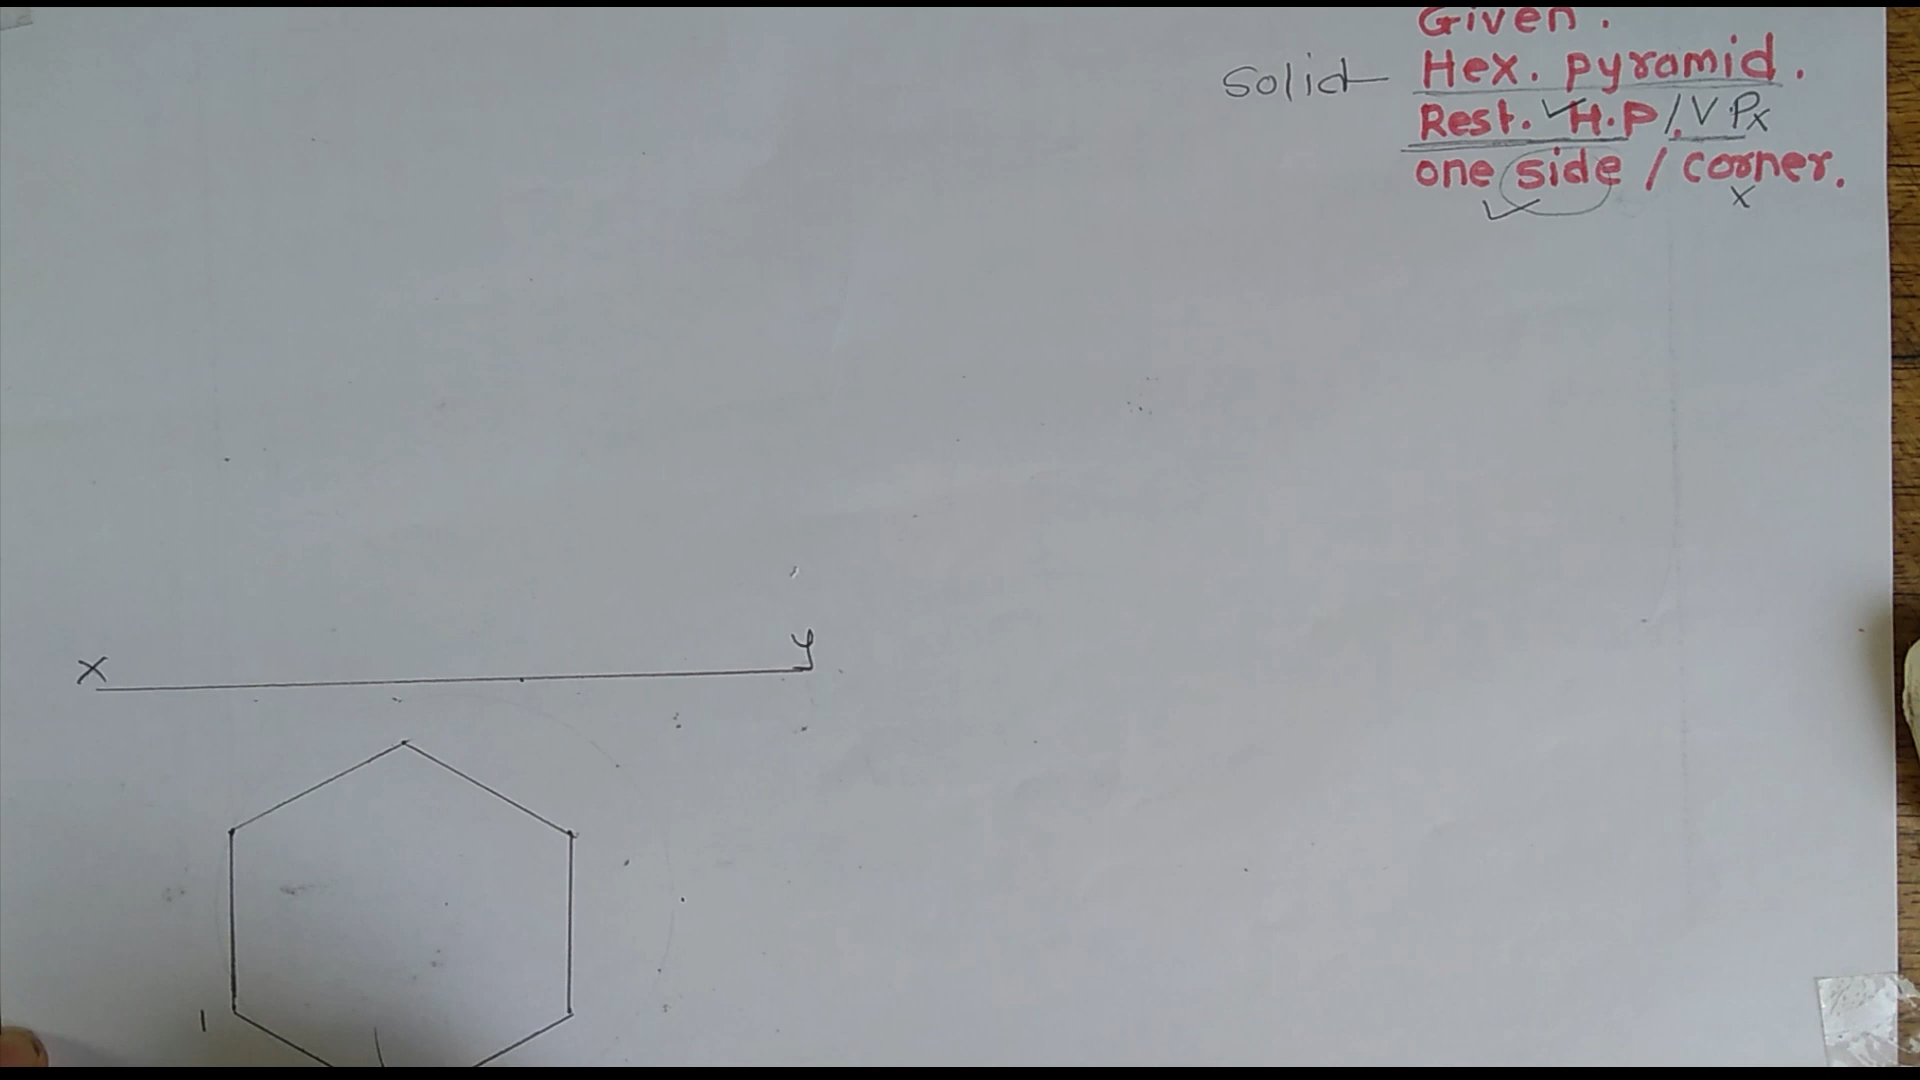 Given.
Solid Hex. pyramid.
Rest. ✓ H.P / V.P x
one side / corner.
✓ x
X
Y
1